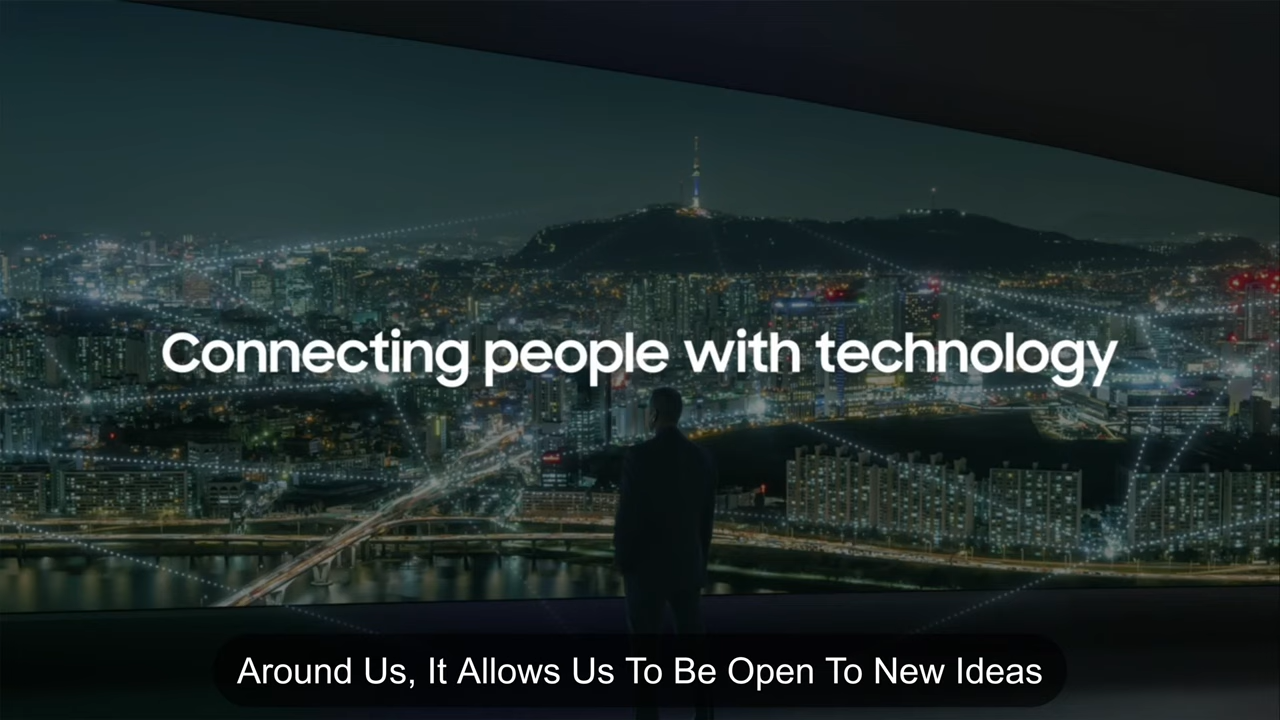 Connecting people with technology
Around Us, It Allows Us To Be Open To New Ideas